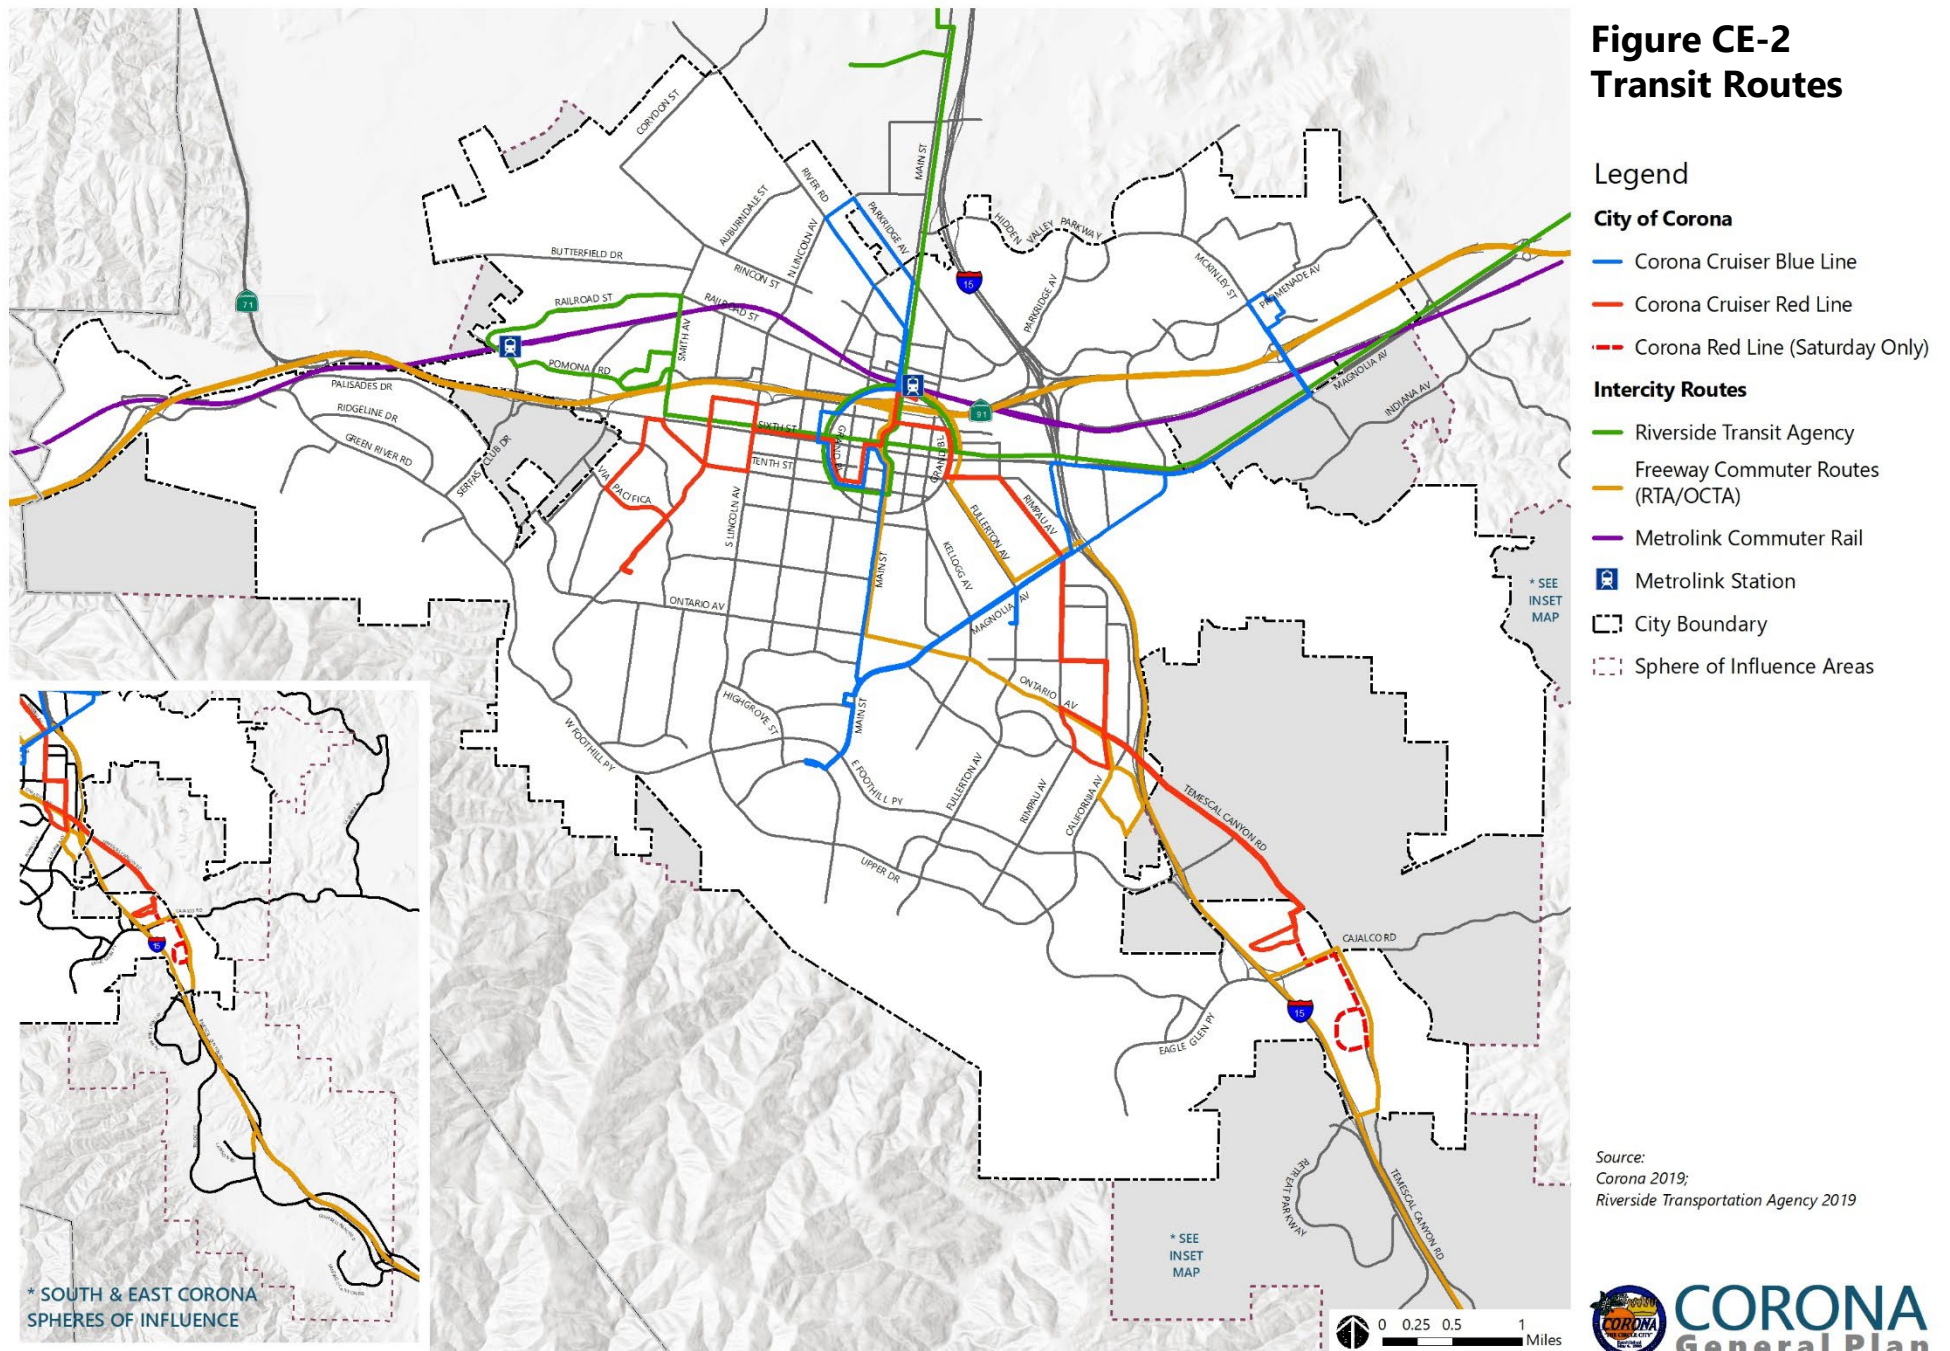 Figure CE-2
Transit Routes
Legend
City of Corona
Corona Cruiser Blue Line
Corona Cruiser Red Line
Corona Red Line (Saturday Only)
Intercity Routes
Riverside Transit Agency
Freeway Commuter Routes
(RTA/OCTA)
Metrolink Commuter Rail
Metrolink Station
City Boundary
Sphere of Influence Areas
CORYDON ST
MAIN ST
RIVER RD
PARKRIDGE AV
AUBURNDALE ST
N LINCOLN AV
HIDDEN
VALLEY
PARKWAY
BUTTERFIELD DR
RINCON ST
MCKINLEY ST
PROMENADE AV
15
71
RAILROAD ST
RAILROAD ST
PARKRIDGE AV
SMITH AV
POMONA RD
MAGNOLIA AV
PALISADES DR
INDIANA AV
RIDGELINE DR
91
SIXTH ST
GRAND BL
GRAND BL
GREEN RIVER RD
SERFAS CLUB DR
TENTH ST
VIA
PACIFICA
S LINCOLN AV
RIMPAU AV
FULLERTON AV
KELLOGG AV
MAIN ST
* SEE
INSET
MAP
ONTARIO AV
MAGNOLIA AV
ONTARIO
AV
HIGHGROVE ST
MAIN ST
W FOOTHILL PY
E FOOTHILL PY
FULLERTON AV
RIMPAU AV
CALIFORNIA AV
TEMESCAL CANYON RD
UPPER DR
CAJALCO RD
CAJALCO RD
15
15
EAGLE GLEN PY
RETREAT PARKWAY
TEMESCAL CANYON RD
* SEE
INSET
MAP
* SOUTH & EAST CORONA
SPHERES OF INFLUENCE
0 0.25 0.5 1
Miles
Source:
Corona 2019;
Riverside Transportation Agency 2019
CORONA
"THE CIRCLE CITY"
CORONA
General Plan